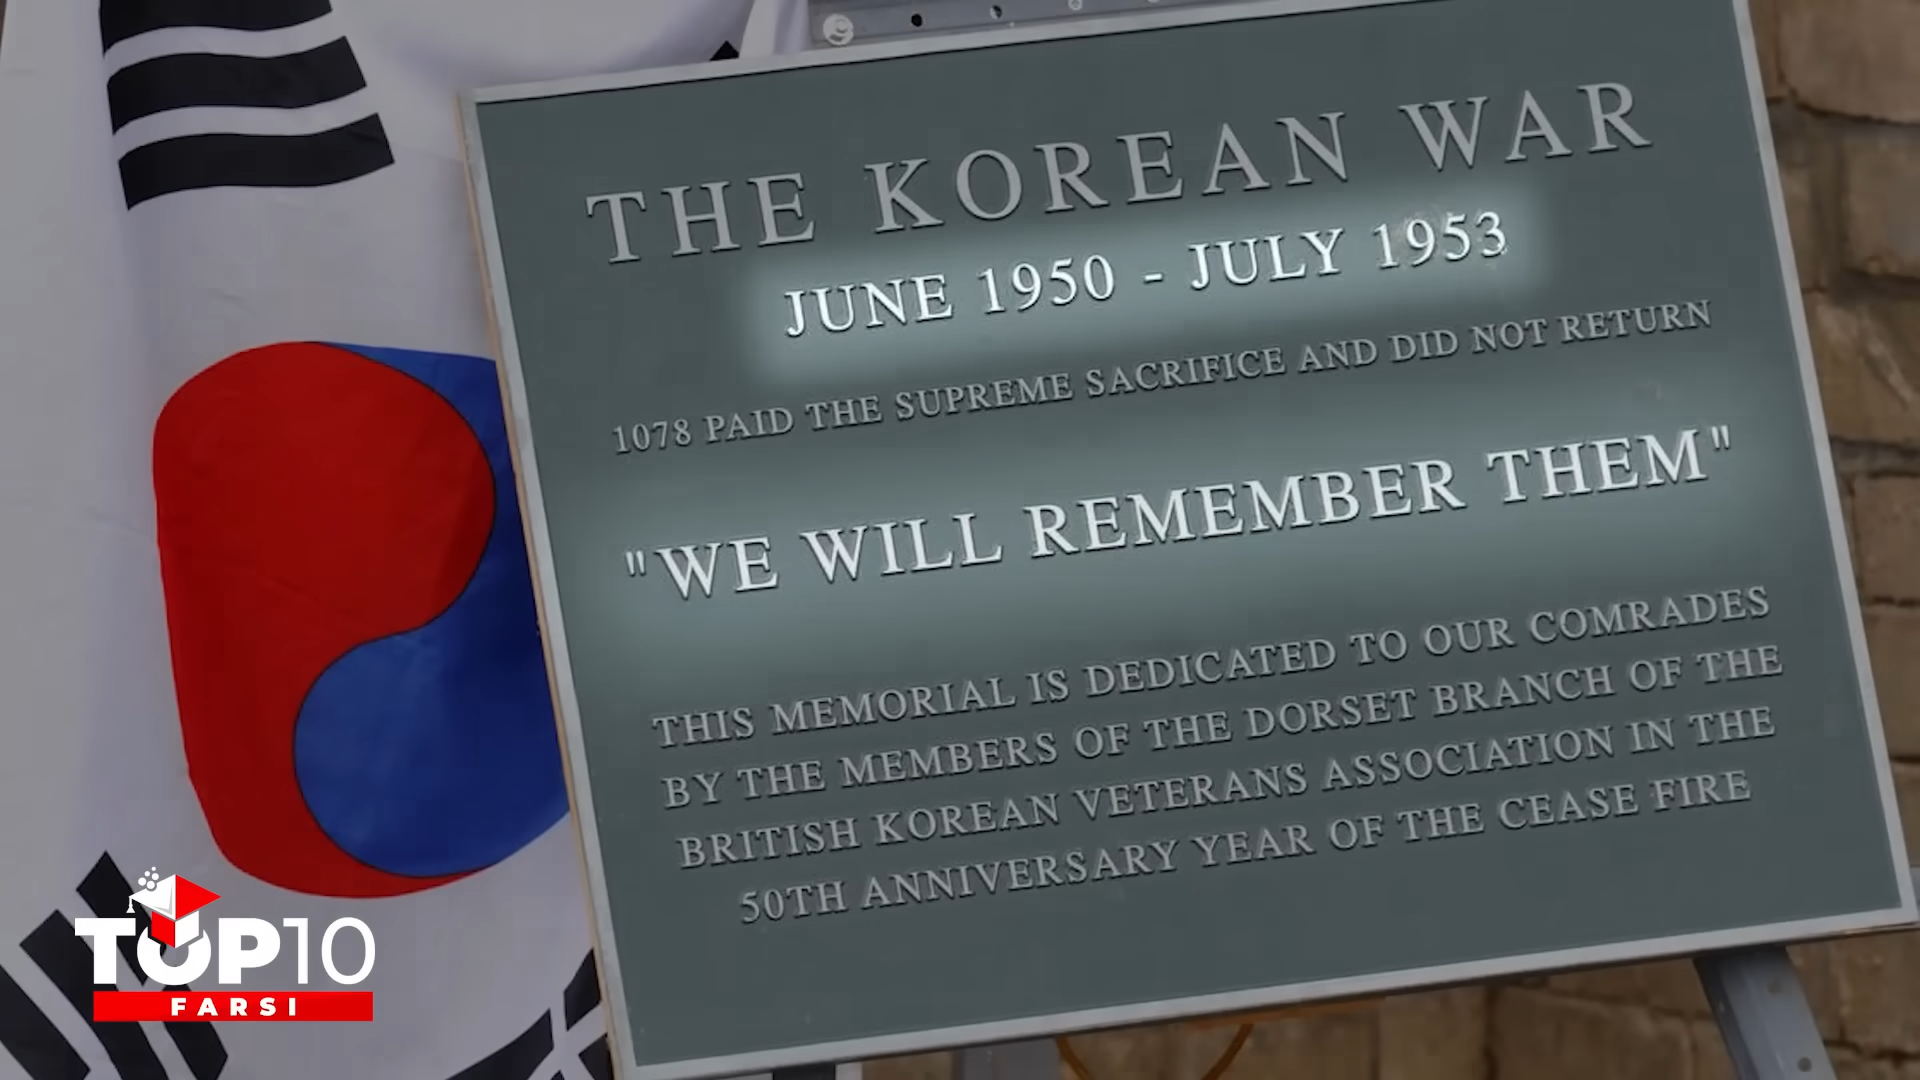 THE KOREAN WAR
JUNE 1950 - JULY 1953
1078 PAID THE SUPREME SACRIFICE AND DID NOT RETURN
"WE WILL REMEMBER THEM"
THIS MEMORIAL IS DEDICATED TO OUR COMRADES
BY THE MEMBERS OF THE DORSET BRANCH OF THE
BRITISH KOREAN VETERANS ASSOCIATION IN THE
50TH ANNIVERSARY YEAR OF THE CEASE FIRE
TOP10
FARSI